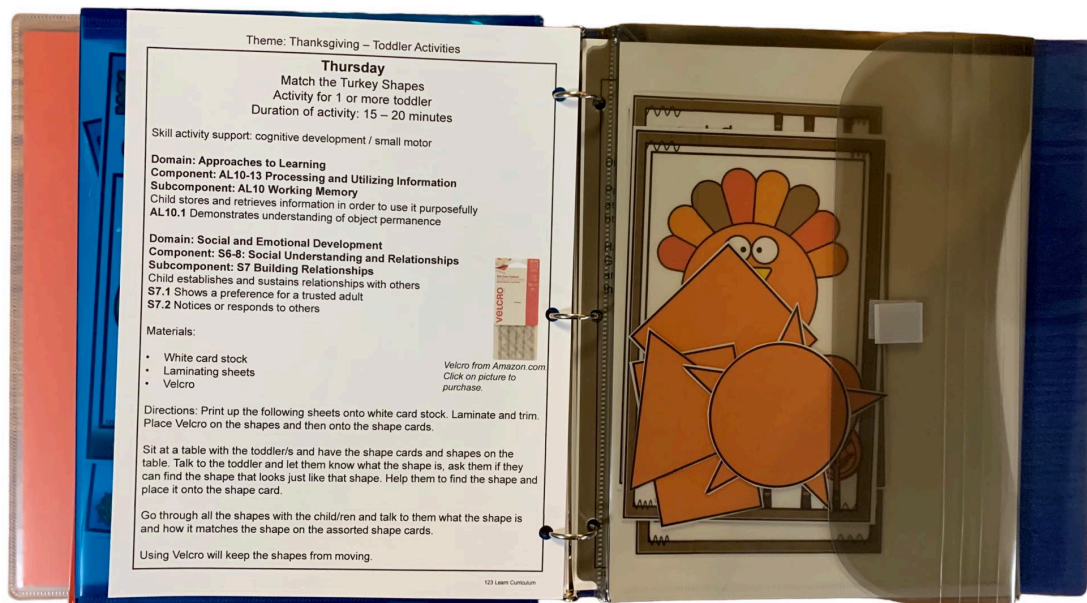 Theme: Thanksgiving – Toddler Activities
Thursday
Match the Turkey Shapes
Activity for 1 or more toddler
Duration of activity: 15 – 20 minutes
Skill activity support: cognitive development / small motor
Domain: Approaches to Learning
Component: AL10-13 Processing and Utilizing Information
Subcomponent: AL10 Working Memory
Child stores and retrieves information in order to use it purposefully
AL10.1 Demonstrates understanding of object permanence
Domain: Social and Emotional Development
Component: S6-8: Social Understanding and Relationships
Subcomponent: S7 Building Relationships
Child establishes and sustains relationships with others
S7.1 Shows a preference for a trusted adult
S7.2 Notices or responds to others
VELCRO
Materials:
• White card stock
• Laminating sheets
• Velcro
Velcro from Amazon.com.
Click on picture to
purchase.
Directions: Print up the following sheets onto white card stock. Laminate and trim.
Place Velcro on the shapes and then onto the shape cards.
Sit at a table with the toddler/s and have the shape cards and shapes on the
table. Talk to the toddler and let them know what the shape is, ask them if they
can find the shape that looks just like that shape. Help them to find the shape and
place it onto the shape card.
Go through all the shapes with the child/ren and talk to them what the shape is
and how it matches the shape on the assorted shape cards.
Using Velcro will keep the shapes from moving.
123 Learn Curriculum